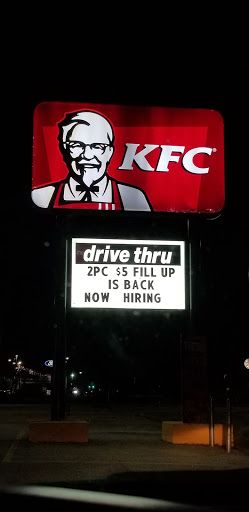 KFC
drive thru
2PC $5 FILL UP
IS BACK
NOW HIRING